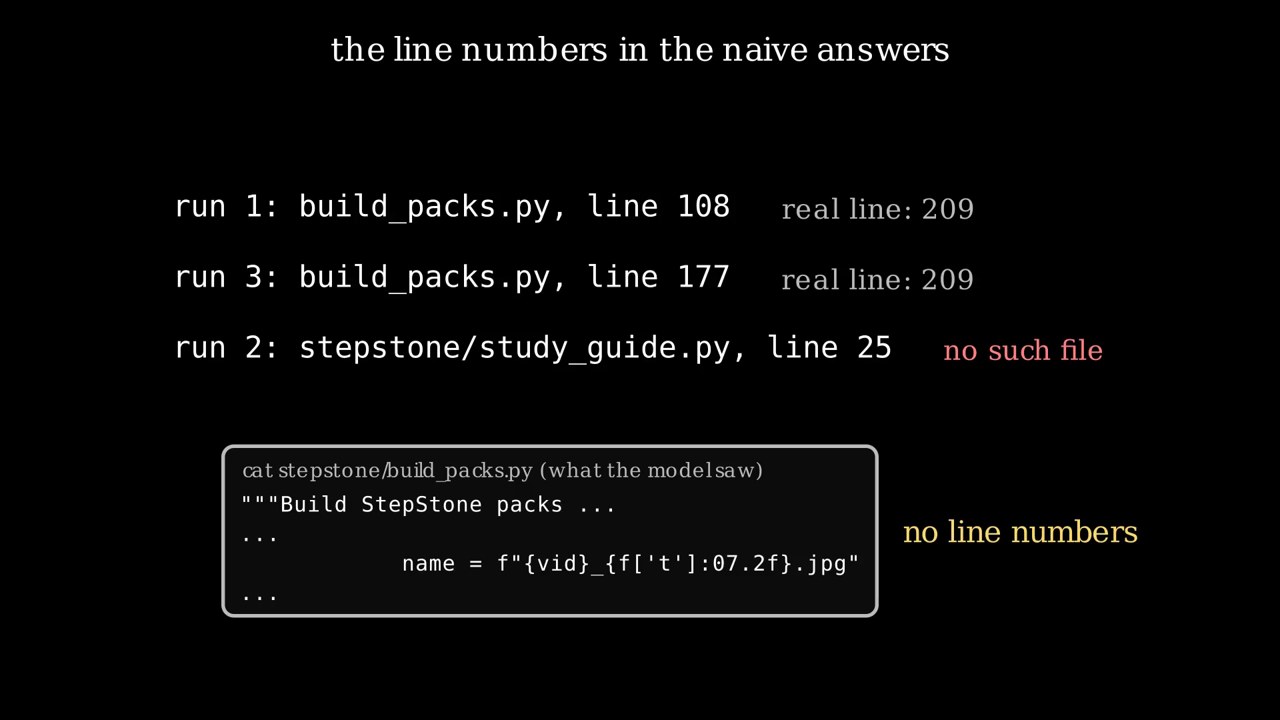 the line numbers in the naive answers
run 1: build_packs.py, line 108 real line: 209
run 3: build_packs.py, line 177 real line: 209
run 2: stepstone/study_guide.py, line 25 no such file
cat stepstone/build_packs.py (what the model saw)
"""Build StepStone packs ...
...
name = f"{vid}_{f['t']:07.2f}.jpg"
...
no line numbers